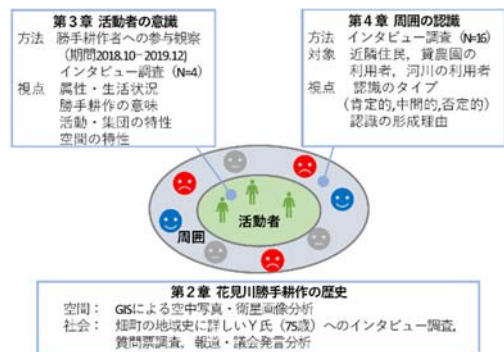 第3章 活動者の意識
方法 勝手耕作者への参与観察
(期間2018.10-2019.12)
インタビュー調査 (N=4)
視点 属性・生活状況
勝手耕作の意味
活動・集団の特性
空間の特性
第4章 周囲の認識
方法 インタビュー調査(N=16)
対象 近隣住民, 貸農園の
利用者, 河川の利用者
視点 認識のタイプ
(肯定的,中間的,否定的)
認識の形成理由
活動者
周囲
第2章 花見川勝手耕作の歴史
空間: GISによる空中写真・衛星画像分析
社会: 畑町の地域史に詳しいY氏(75歳)へのインタビュー調査,
質問票調査, 報道・議会発言分析